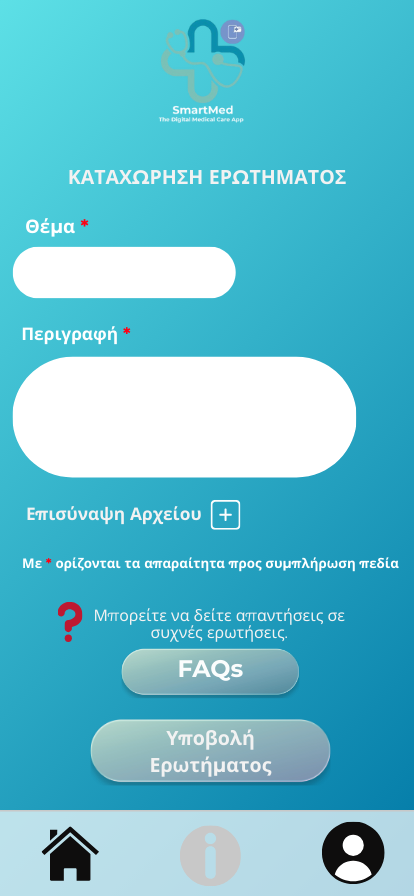 SmartMed
The Digital Medical Care App
ΚΑΤΑΧΩΡΗΣΗ ΕΡΩΤΗΜΑΤΟΣ
Θέμα *
Περιγραφή *
Επισύναψη Αρχείου +
Με * ορίζονται τα απαραίτητα προς συμπλήρωση πεδία
? Μπορείτε να δείτε απαντήσεις σε
συχνές ερωτήσεις.
FAQs
Υποβολή
Ερωτήματος